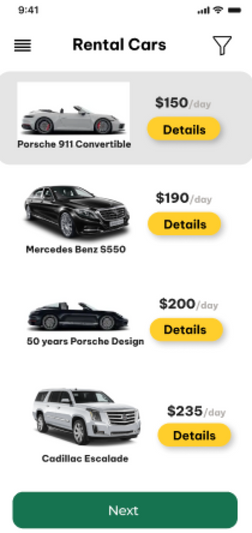 9:41
Rental Cars
$150/day
Details
Porsche 911 Convertible
$190/day
Details
Mercedes Benz S550
$200/day
Details
50 years Porsche Design
$235/day
Details
Cadillac Escalade
Next